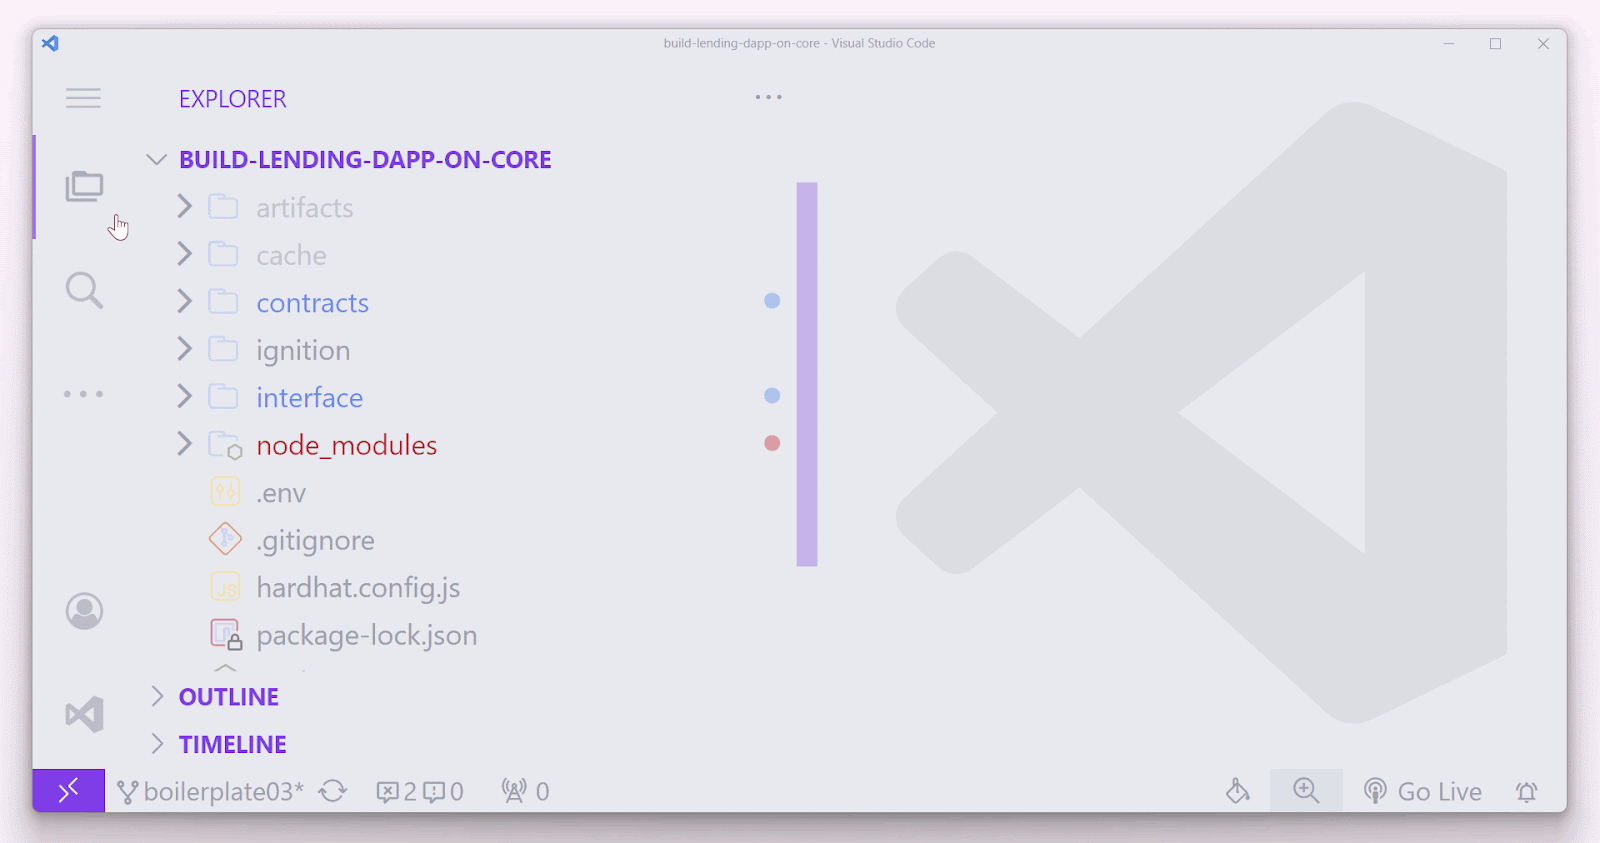 build-lending-dapp-on-core - Visual Studio Code
EXPLORER
BUILD-LENDING-DAPP-ON-CORE
artifacts
cache
contracts
ignition
interface
node_modules
.env
.gitignore
JS hardhat.config.js
package-lock.json
OUTLINE
TIMELINE
boilerplate03* 2 0 0 Go Live